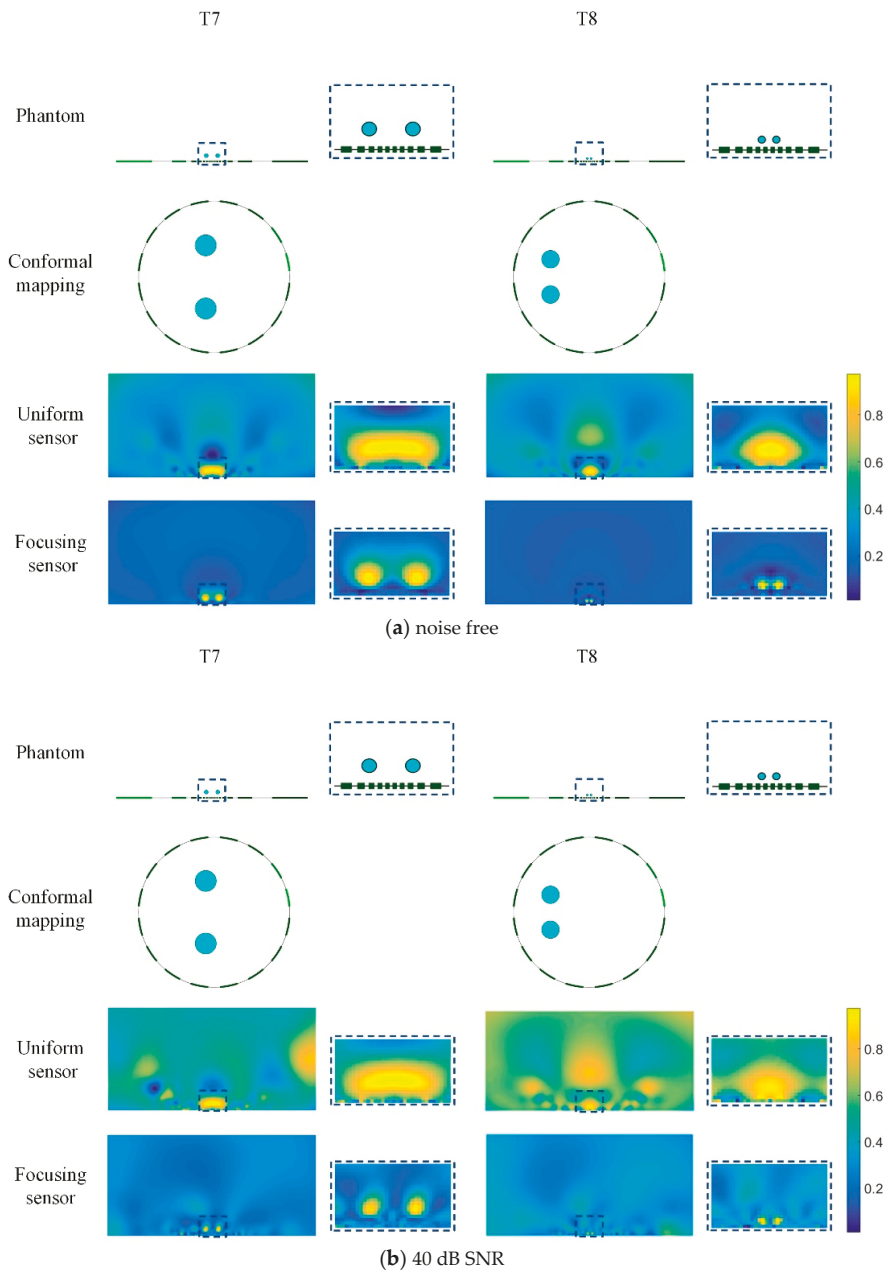 T7 T8
Phantom
Conformal
mapping
Uniform
sensor
0.8
0.6
0.4
0.2
Focusing
sensor
(a) noise free
T7 T8
Phantom
Conformal
mapping
Uniform
sensor
0.8
0.6
0.4
0.2
Focusing
sensor
(b) 40 dB SNR